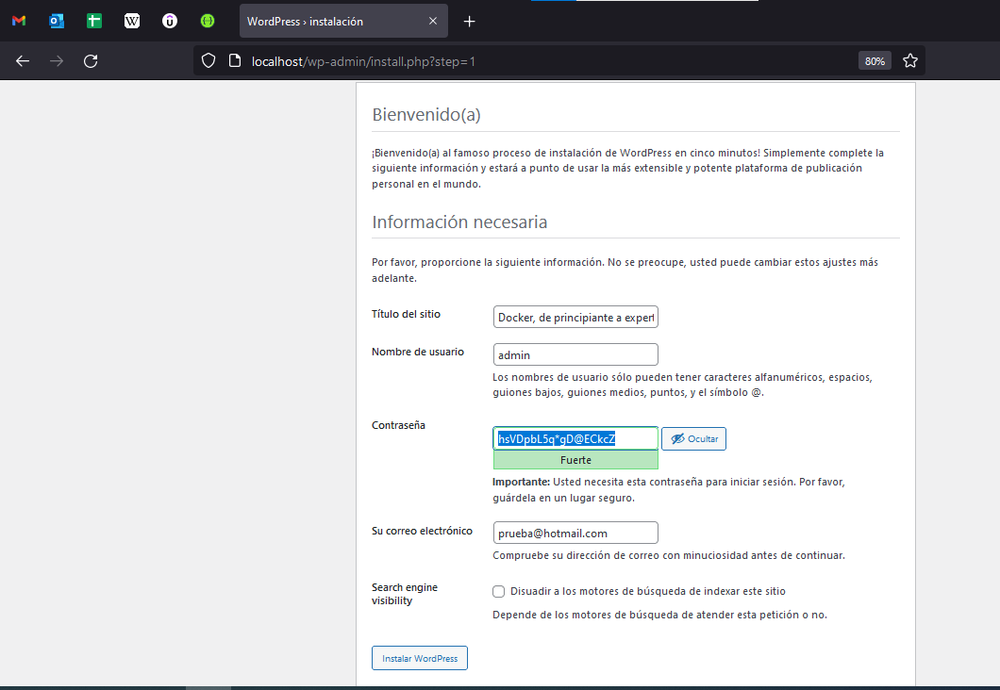 WordPress › instalación
localhost/wp-admin/install.php?step=1
80%
Bienvenido(a)
¡Bienvenido(a) al famoso proceso de instalación de WordPress en cinco minutos! Simplemente complete la
siguiente información y estará a punto de usar la más extensible y potente plataforma de publicación
personal en el mundo.
Información necesaria
Por favor, proporcione la siguiente información. No se preocupe, usted puede cambiar estos ajustes más
adelante.
Título del sitio
Docker, de principiante a expert
Nombre de usuario
admin
Los nombres de usuario sólo pueden tener caracteres alfanuméricos, espacios,
guiones bajos, guiones medios, puntos, y el símbolo @.
Contraseña
hsVDpbL5q*gD@ECkcZ
Ocultar
Fuerte
Importante: Usted necesita esta contraseña para iniciar sesión. Por favor,
guárdela en un lugar seguro.
Su correo electrónico
prueba@hotmail.com
Compruebe su dirección de correo con minuciosidad antes de continuar.
Search engine
visibility
Disuadir a los motores de búsqueda de indexar este sitio
Depende de los motores de búsqueda de atender esta petición o no.
Instalar WordPress